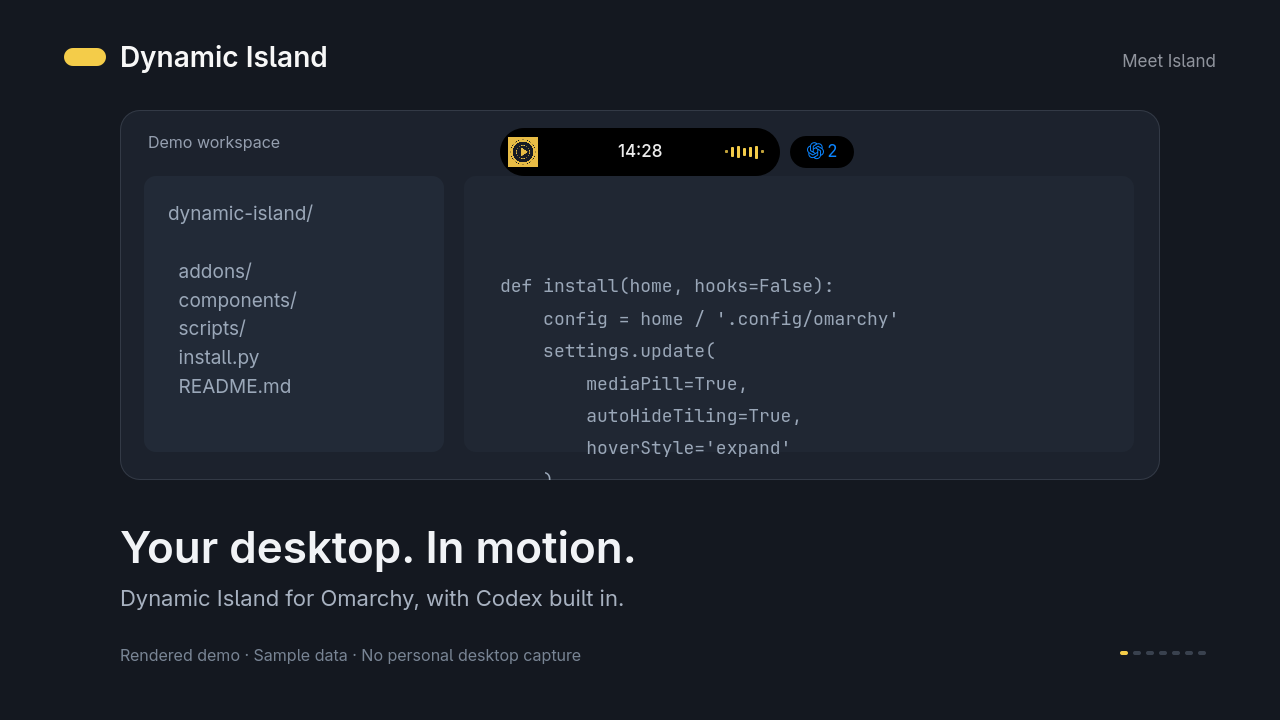 Dynamic Island
Meet Island
Demo workspace
14:28
2
dynamic-island/
addons/
components/
scripts/
install.py
README.md
def install(home, hooks=False):
    config = home / '.config/omarchy'
    settings.update(
        mediaPill=True,
        autoHideTiling=True,
        hoverStyle='expand'
    )
Your desktop. In motion.
Dynamic Island for Omarchy, with Codex built in.
Rendered demo · Sample data · No personal desktop capture